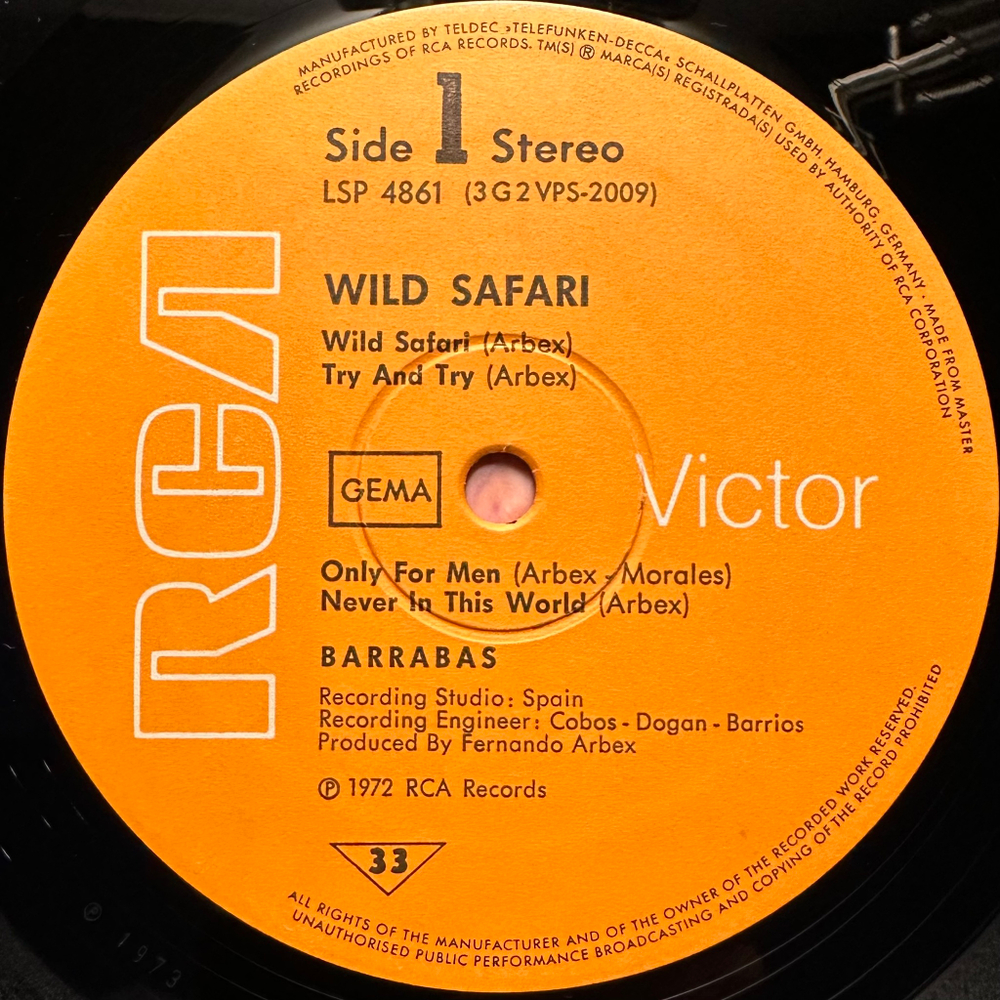 MANUFACTURED BY TELDEC »TELEFUNKEN-DECCA« SCHALLPLATTEN GMBH, HAMBURG, GERMANY · MADE FROM MASTER
RECORDINGS OF RCA RECORDS. TM(S) ® MARCA(S) REGISTRADA(S) USED BY AUTHORITY OF RCA CORPORATION
Side 1 Stereo
LSP 4861 (3G2VPS-2009)
WILD SAFARI
Wild Safari (Arbex)
Try And Try (Arbex)
RCA
GEMA
Victor
Only For Men (Arbex - Morales)
Never In This World (Arbex)
BARRABAS
Recording Studio: Spain
Recording Engineer: Cobos - Dogan - Barrios
Produced By Fernando Arbex
℗ 1972 RCA Records
33
ALL RIGHTS OF THE MANUFACTURER AND OF THE OWNER OF THE RECORDED WORK RESERVED.
UNAUTHORISED PUBLIC PERFORMANCE BROADCASTING AND COPYING OF THE RECORD PROHIBITED
© 1973